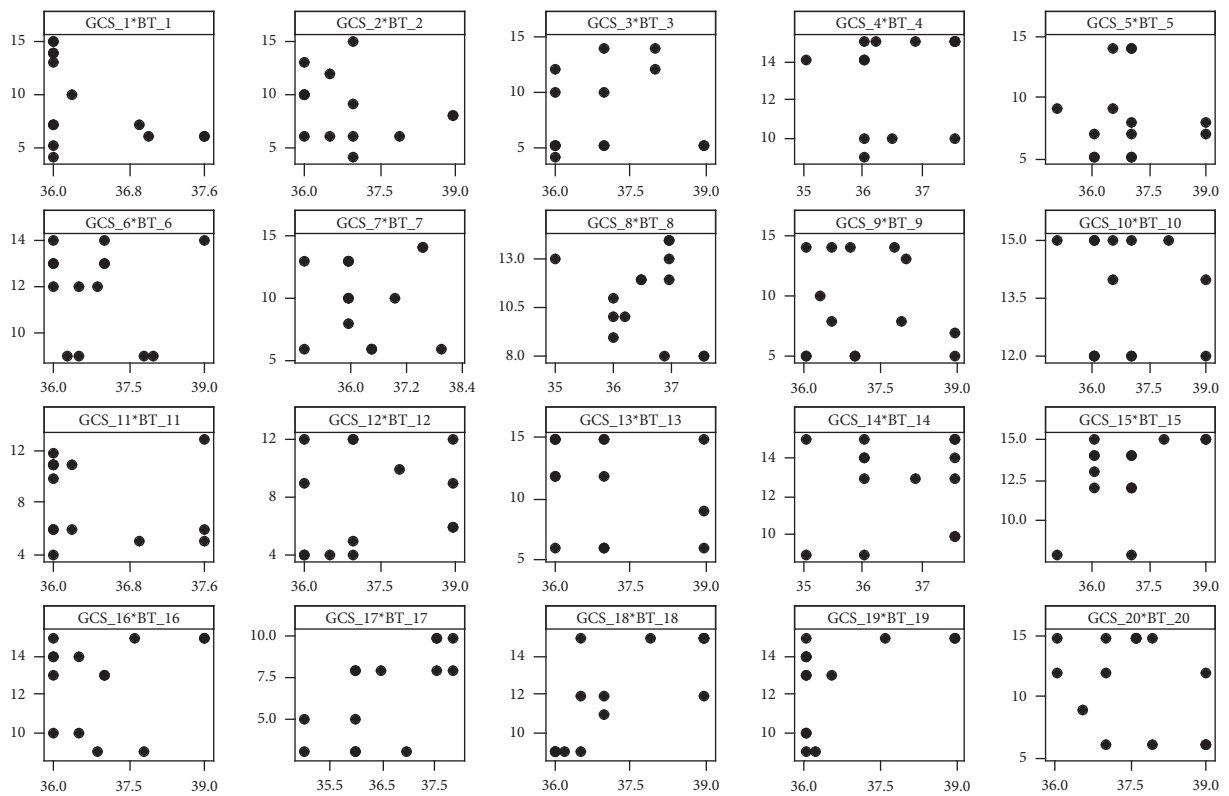 GCS_1*BT_1 GCS_2*BT_2 GCS_3*BT_3 GCS_4*BT_4 GCS_5*BT_5
15 15 15 14 15
10 10 10 12 10
5 5 5 10 5
36.0 36.8 37.6 36.0 37.5 39.0 36.0 37.5 39.0 35 36 37 36.0 37.5 39.0
GCS_6*BT_6 GCS_7*BT_7 GCS_8*BT_8 GCS_9*BT_9 GCS_10*BT_10
14 15 13.0 15 15.0
12 10 10.5 10 13.5
10 5 8.0 5 12.0
36.0 37.5 39.0 36.0 37.2 38.4 35 36 37 36.0 37.5 39.0 36.0 37.5 39.0
GCS_11*BT_11 GCS_12*BT_12 GCS_13*BT_13 GCS_14*BT_14 GCS_15*BT_15
12 12 15 14 15.0
8 8 10 12 12.5
4 4 5 10 10.0
36.0 36.8 37.6 36.0 37.5 39.0 36.0 37.5 39.0 35 36 37 36.0 37.5 39.0
GCS_16*BT_16 GCS_17*BT_17 GCS_18*BT_18 GCS_19*BT_19 GCS_20*BT_20
14 10.0 14 14 15
12 7.5 12 12 10
10 5.0 10 10 5
36.0 37.5 39.0 35.5 36.5 37.5 36.0 37.5 39.0 36.0 37.5 39.0 36.0 37.5 39.0